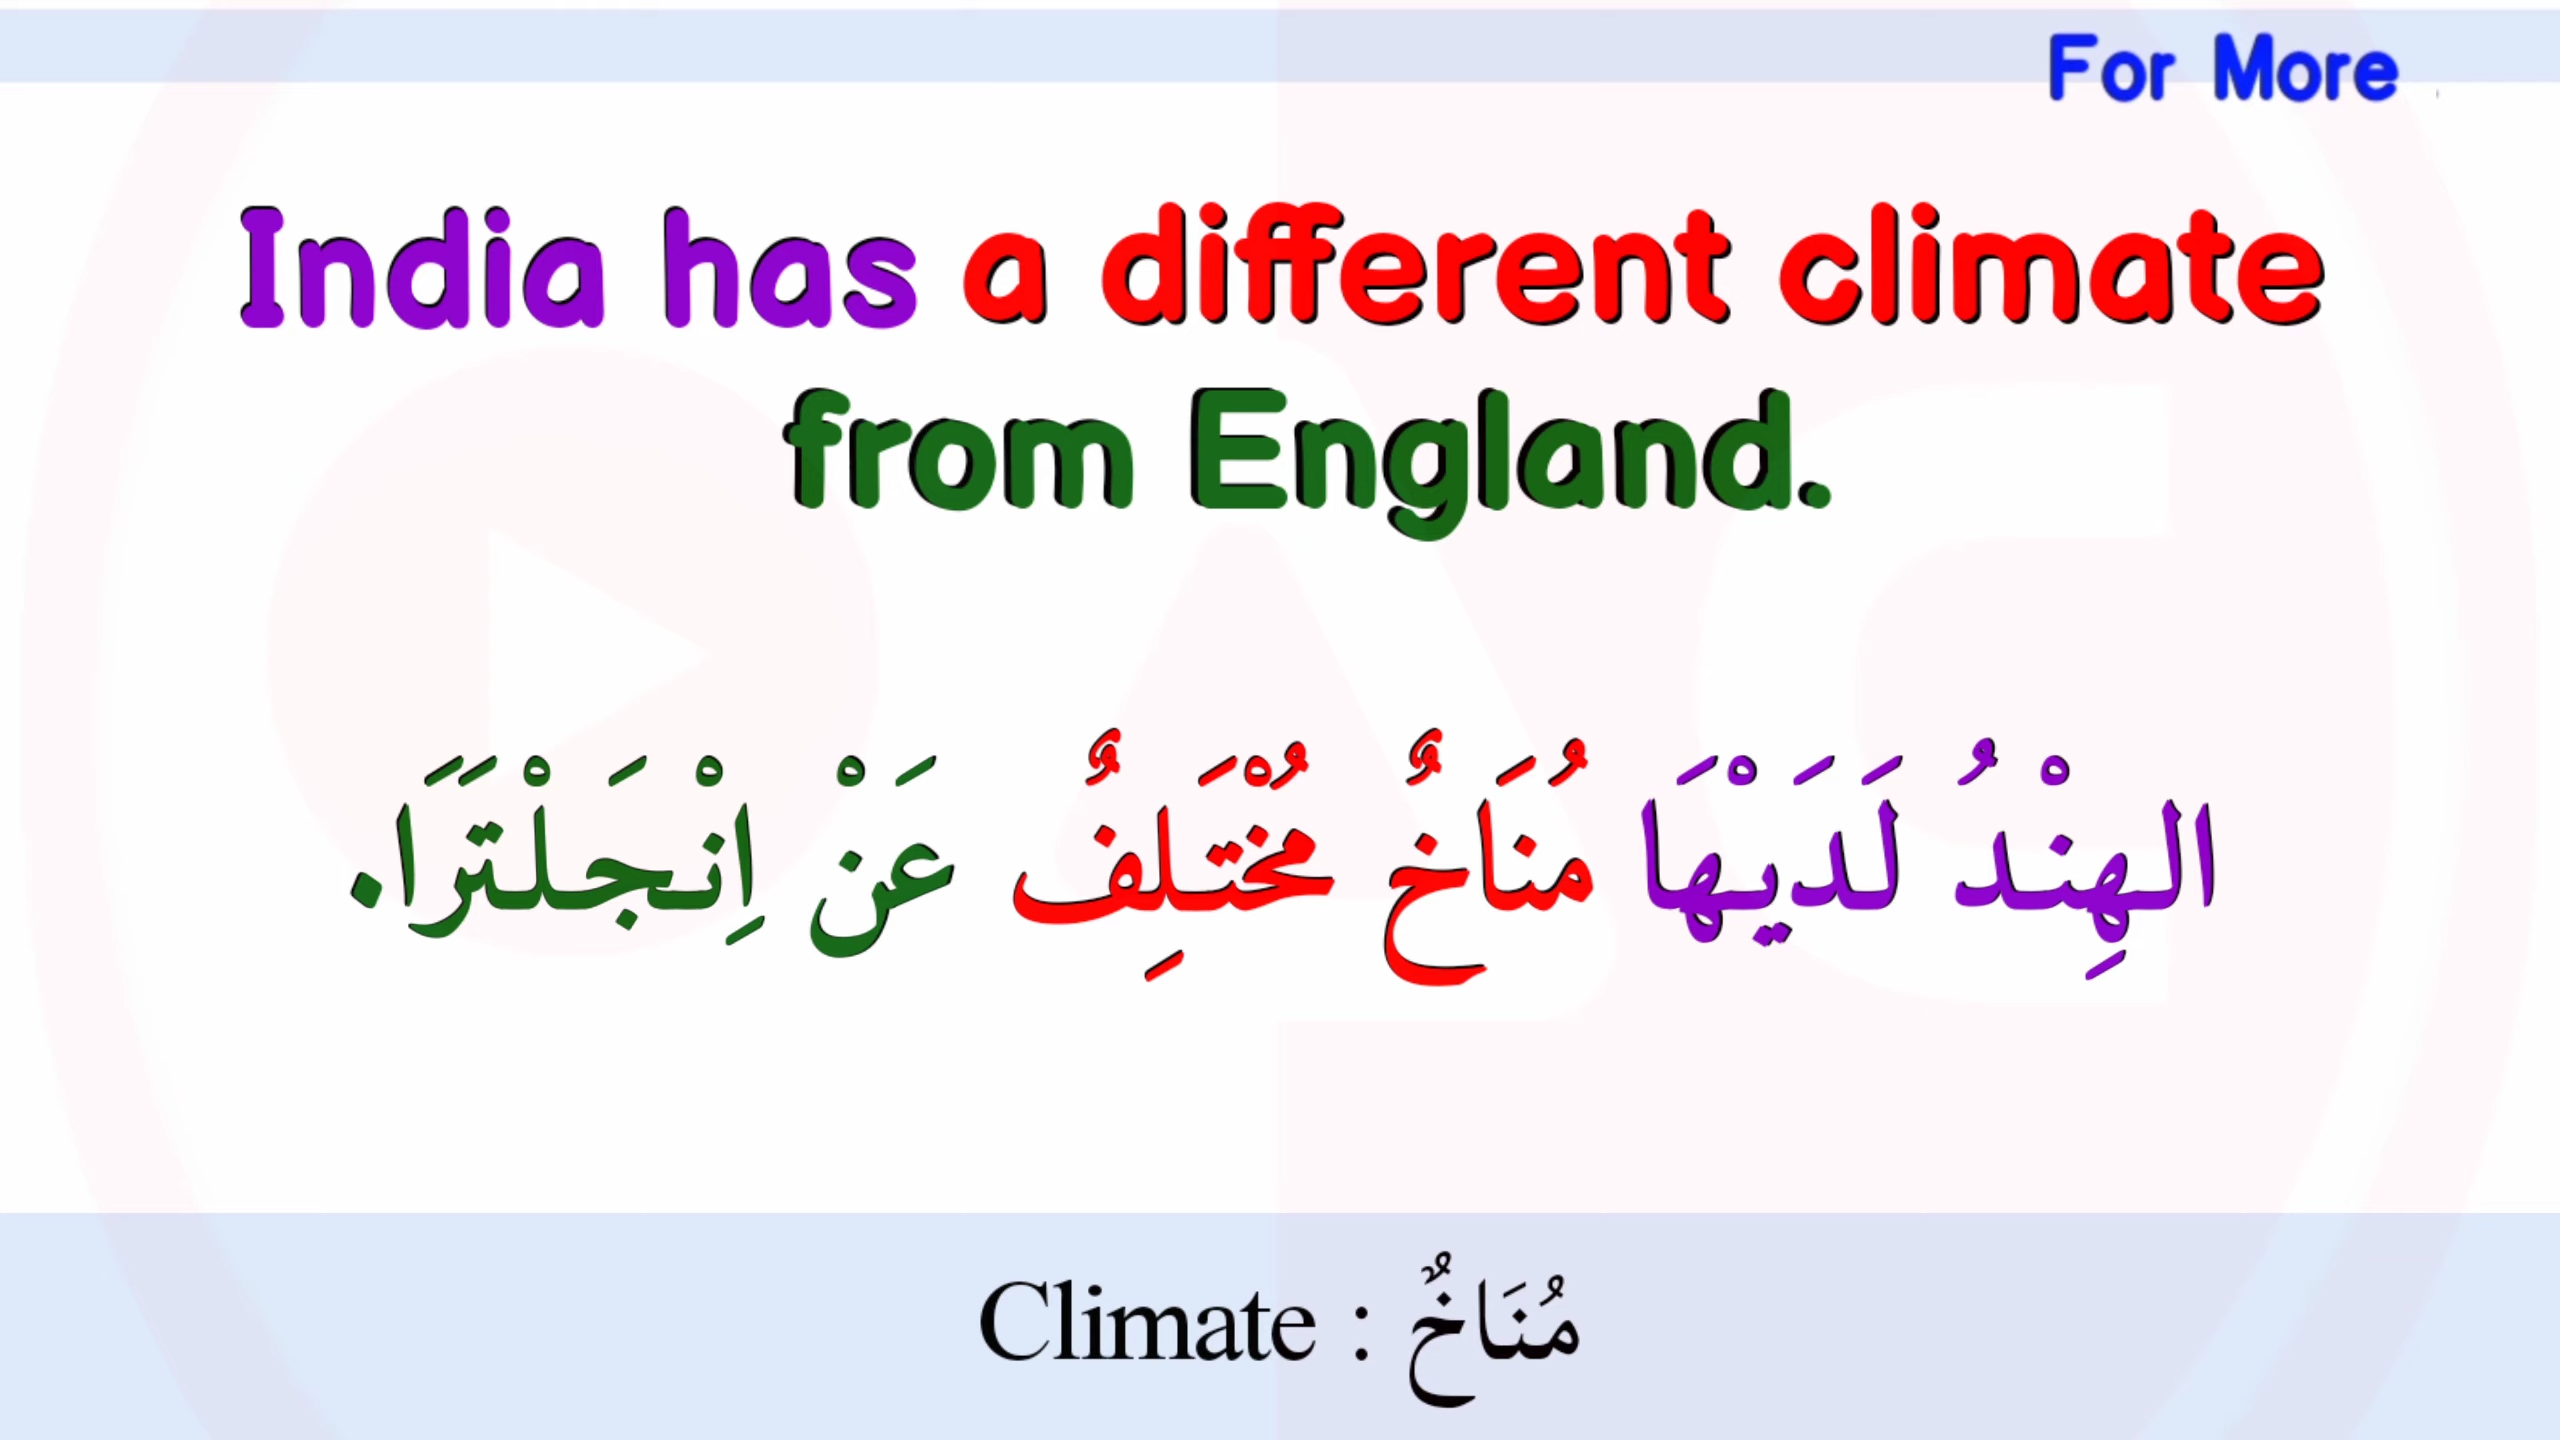 For More
India has a different climate
from England.
الهِنْدُ لَدَيْهَا مُنَاخٌ مُخْتَلِفٌ عَنْ اِنْجَلْتَرَا.
Climate : مُنَاخٌ